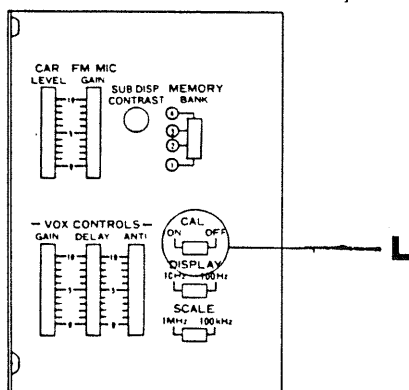 CAR FM MIC
LEVEL GAIN
SUB DISP
CONTRAST
MEMORY
BANK
10
5
0
4
3
2
1
— VOX CONTROLS —
GAIN DELAY ANTI
10 10
5 5
0 0
CAL
ON OFF
L
DISPLAY
10Hz 100Hz
SCALE
1MHz 100kHz